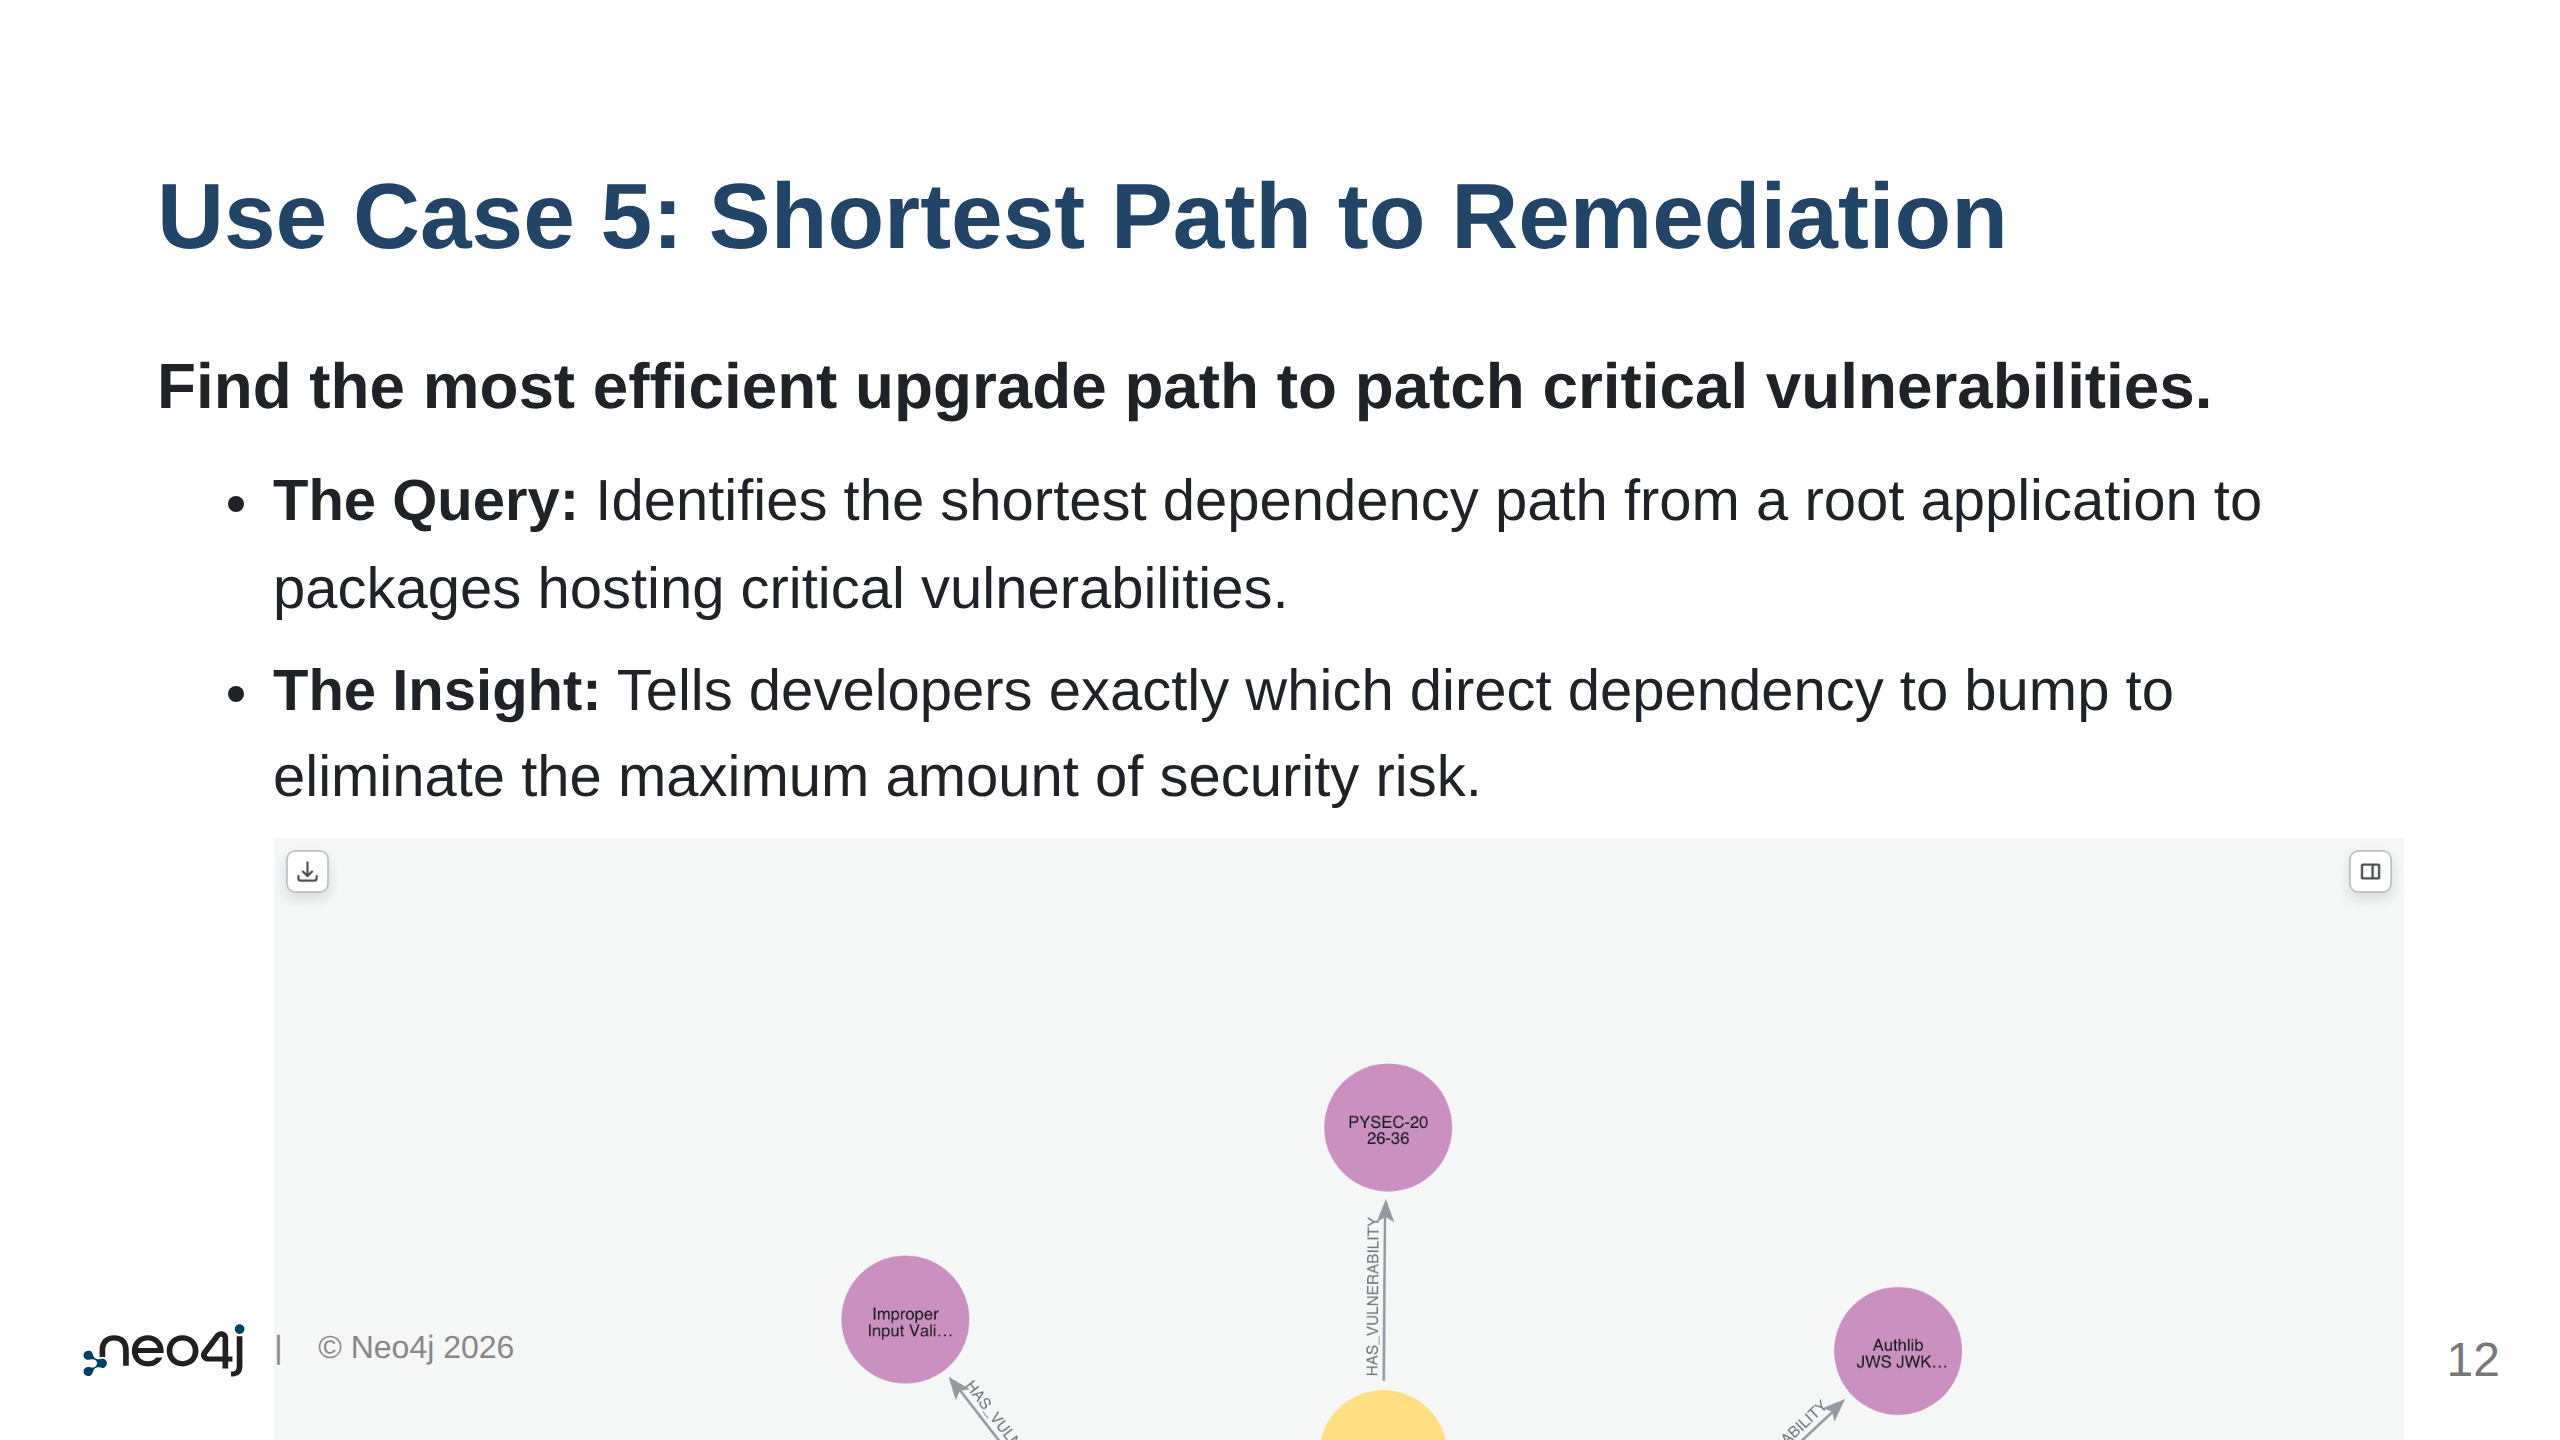 Use Case 5: Shortest Path to Remediation
Find the most efficient upgrade path to patch critical vulnerabilities.
• The Query: Identifies the shortest dependency path from a root application to
packages hosting critical vulnerabilities.
• The Insight: Tells developers exactly which direct dependency to bump to
eliminate the maximum amount of security risk.
PYSEC-20
26-36
HAS_VULNERABILITY
Improper
Input Vali…
HAS_VULN
Authlib
JWS JWK…
ABILITY
neo4j | © Neo4j 2026
12